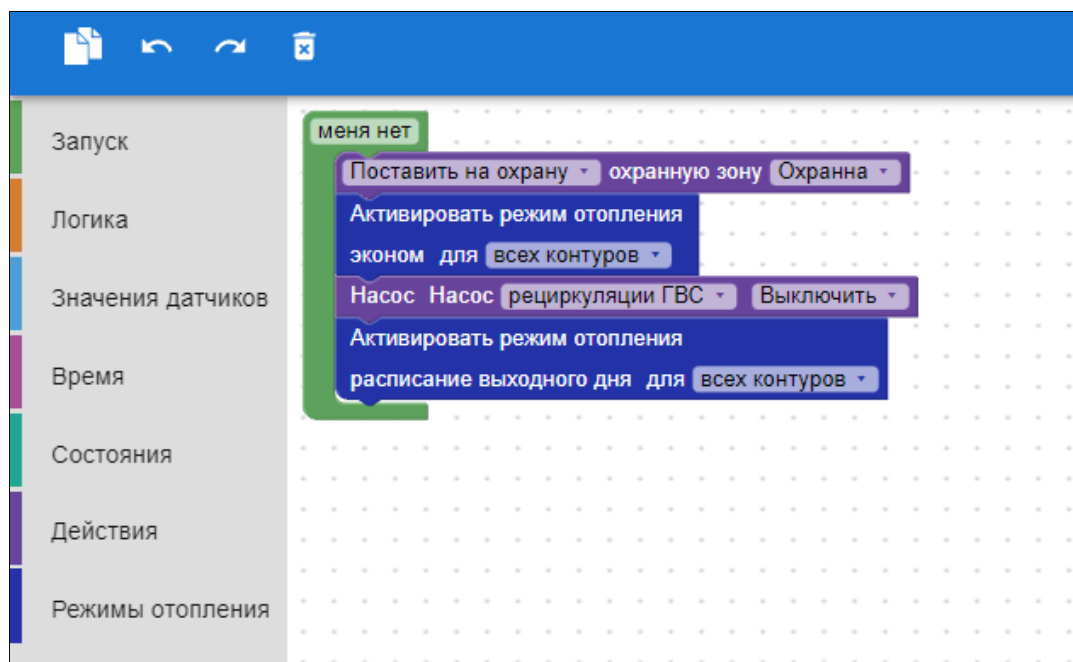 Запуск
Логика
Значения датчиков
Время
Состояния
Действия
Режимы отопления
меня нет
Поставить на охрану охранную зону Охранна
Активировать режим отопления
эконом для всех контуров
Насос Насос рециркуляции ГВС Выключить
Активировать режим отопления
расписание выходного дня для всех контуров